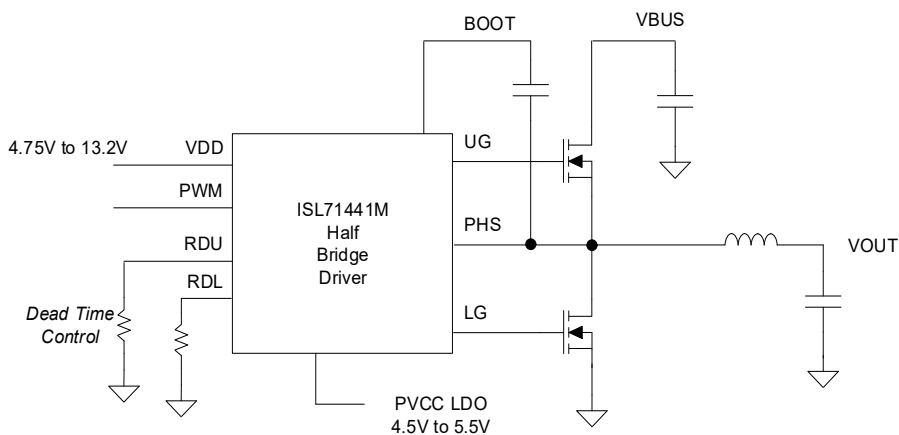 BOOT
VBUS
4.75V to 13.2V
VDD
UG
PWM
ISL71441M
Half
Bridge
Driver
PHS
RDU
VOUT
RDL
Dead Time
Control
LG
PVCC LDO
4.5V to 5.5V